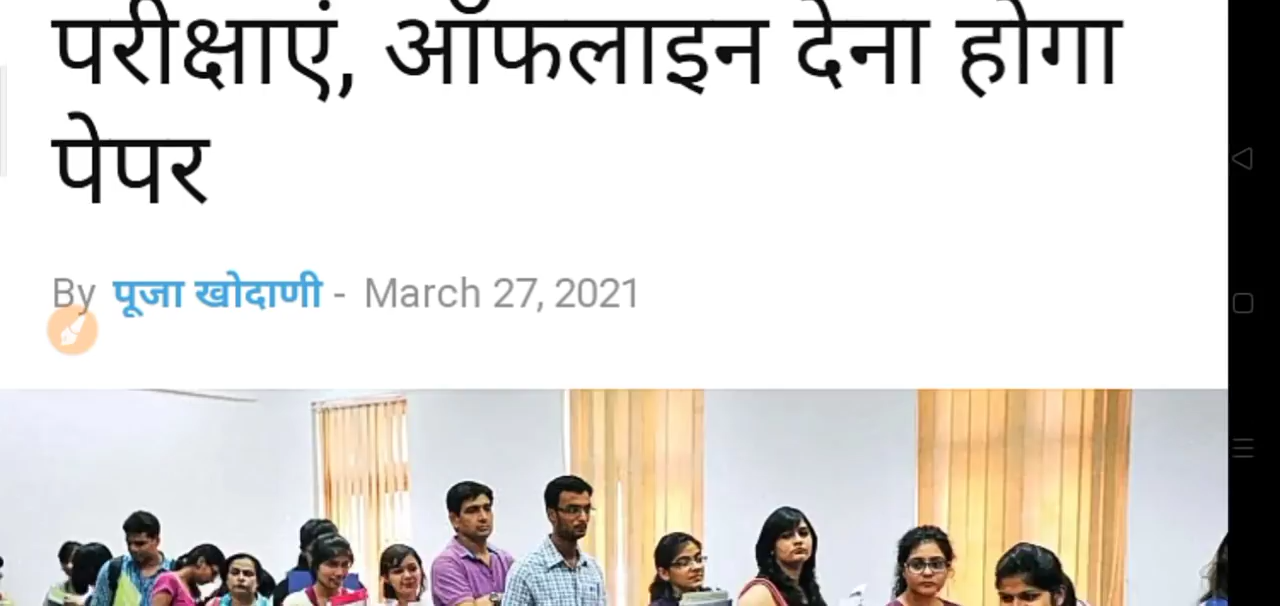 परीक्षाएं, ऑफलाइन देना होगा
पेपर
By पूजा खोदाणी - March 27, 2021